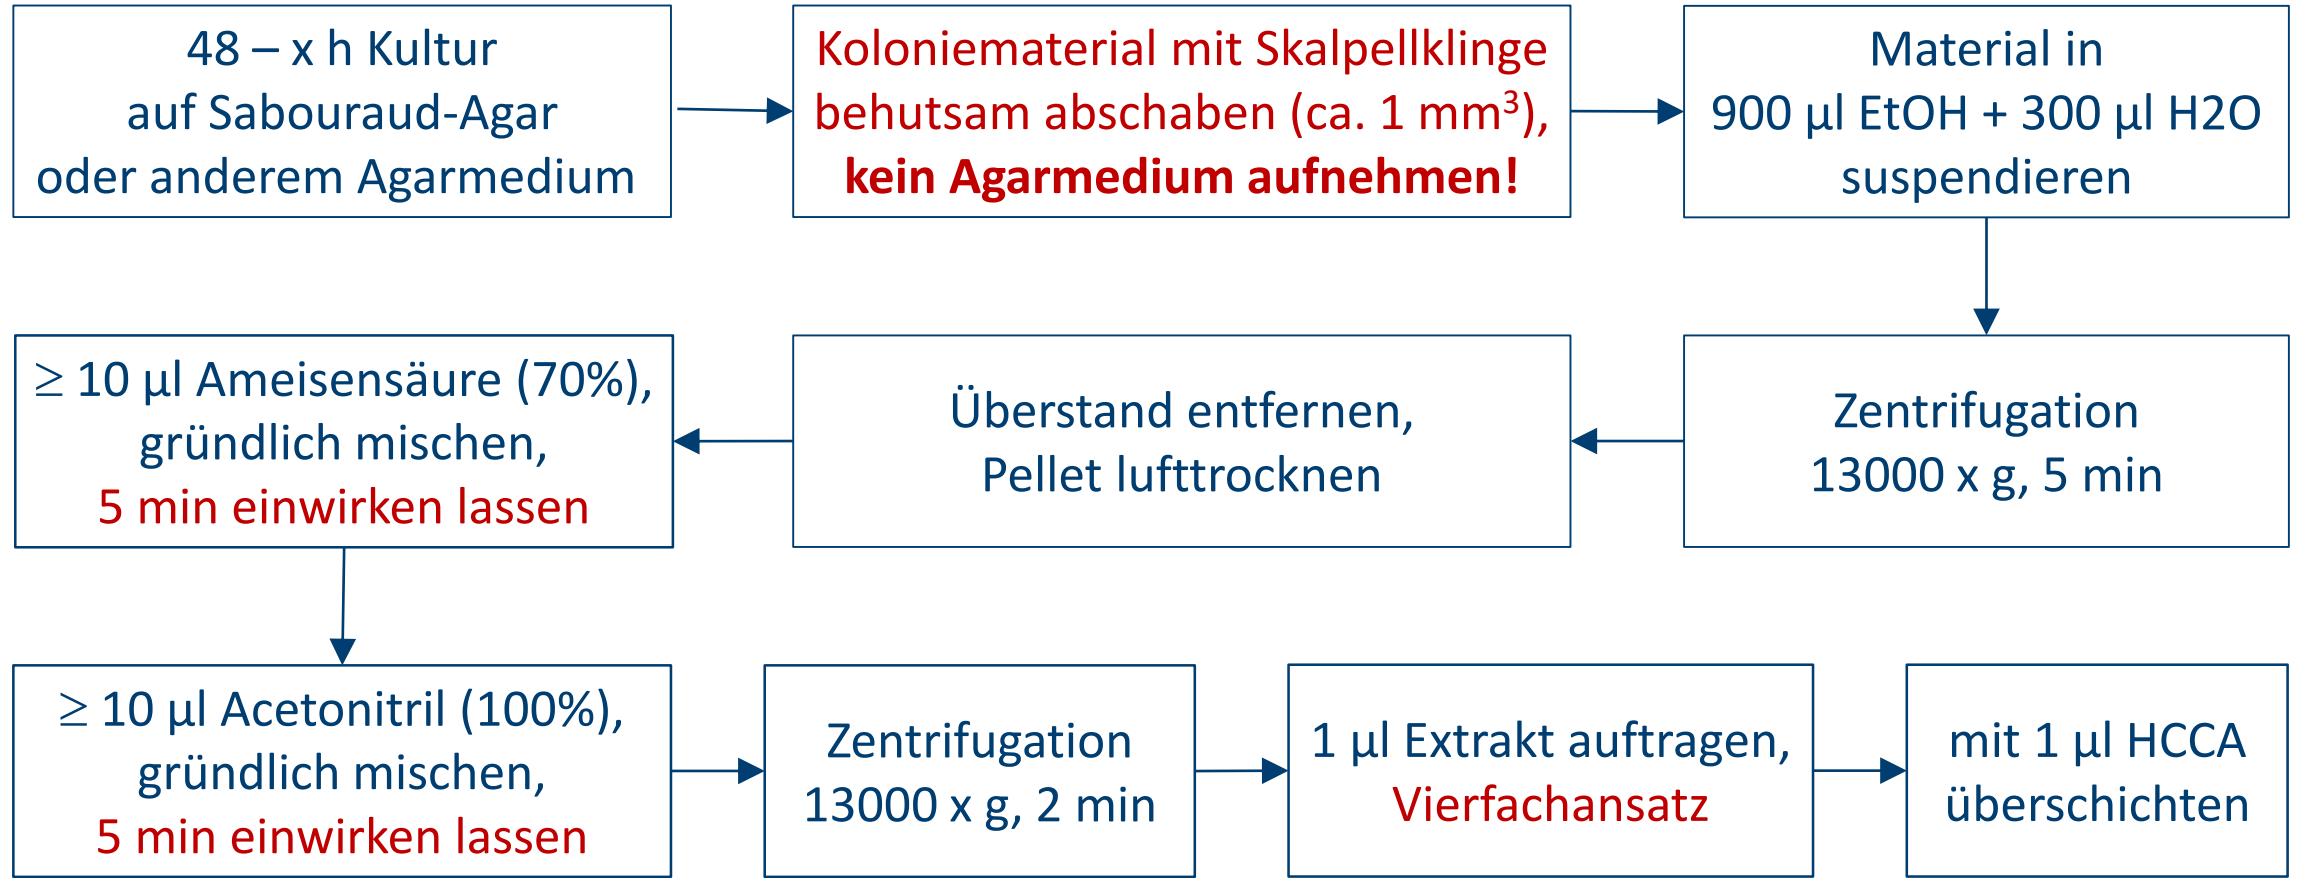 48 – x h Kultur
auf Sabouraud-Agar
oder anderem Agarmedium
Koloniematerial mit Skalpellklinge
behutsam abschaben (ca. 1 mm³),
kein Agarmedium aufnehmen!
Material in
900 µl EtOH + 300 µl H2O
suspendieren
Zentrifugation
13000 x g, 5 min
Überstand entfernen,
Pellet lufttrocknen
≥ 10 µl Ameisensäure (70%),
gründlich mischen,
5 min einwirken lassen
≥ 10 µl Acetonitril (100%),
gründlich mischen,
5 min einwirken lassen
Zentrifugation
13000 x g, 2 min
1 µl Extrakt auftragen,
Vierfachansatz
mit 1 µl HCCA
überschichten